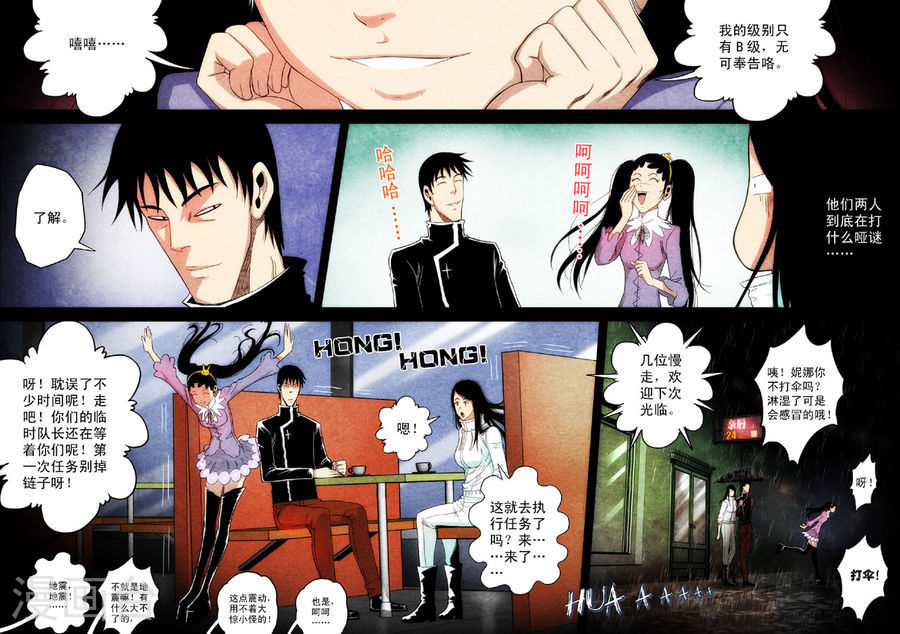 嘻嘻……
我的级别只
有B级，无
可奉告咯。
了解。
哈哈哈……
呵呵呵呵……
他们两人
到底在打
什么哑谜
……
呀！耽误了不
少时间呢！走
吧！你们的临
时队长还在等
着你们呢！第
一次任务别掉
链子呀！
HONG!
HONG!
嗯！
这就去执
行任务了
吗？来…
…来了…
…
地震，
地震！
……
不就是地
震嘛！有
什么大不
了的，
这点震动，
用不着大
惊小怪的！
也是，
呵呵
……
几位慢
走，欢
迎下次
光临。
咦！妮娜你
不打伞吗？
淋湿了可是
会感冒的哦！
24
呀！
打伞！
HUA A A A A A